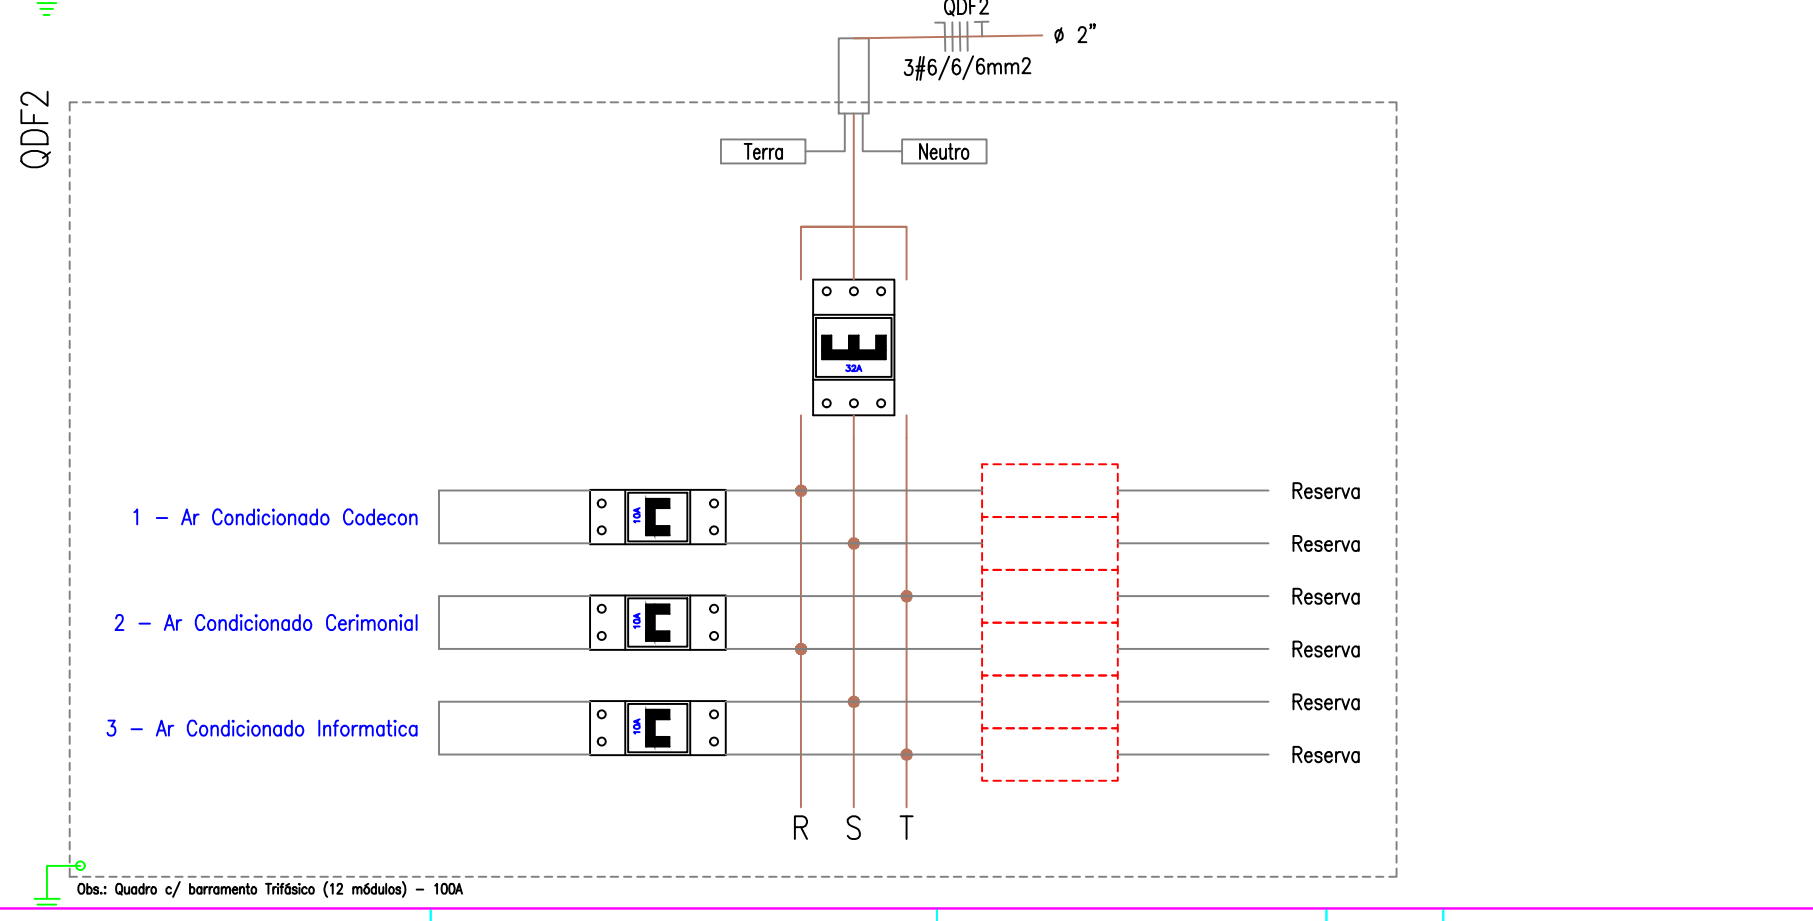 QDF2
ø 2"
3#6/6/6mm2
QDF2
Terra
Neutro
32A
1 - Ar Condicionado Codecon
10A
Reserva
Reserva
2 - Ar Condicionado Cerimonial
10A
Reserva
Reserva
3 - Ar Condicionado Informatica
10A
Reserva
Reserva
R S T
Obs.: Quadro c/ barramento Trifásico (12 módulos) - 100A